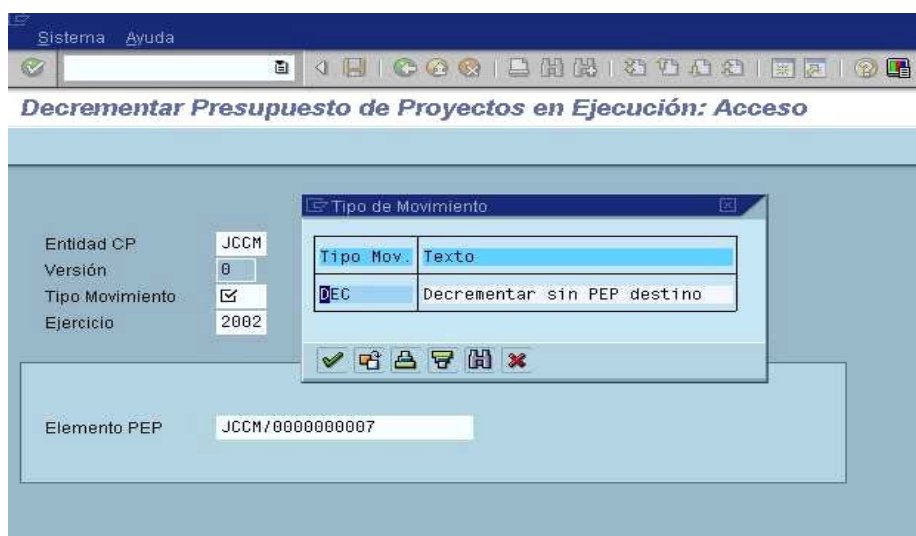 Sistema Ayuda
Decrementar Presupuesto de Proyectos en Ejecución: Acceso
Tipo de Movimiento
Entidad CP JCCM
Versión 0
Tipo Movimiento
Ejercicio 2002
Tipo Mov. Texto
DEC Decrementar sin PEP destino
Elemento PEP JCCM/0000000007